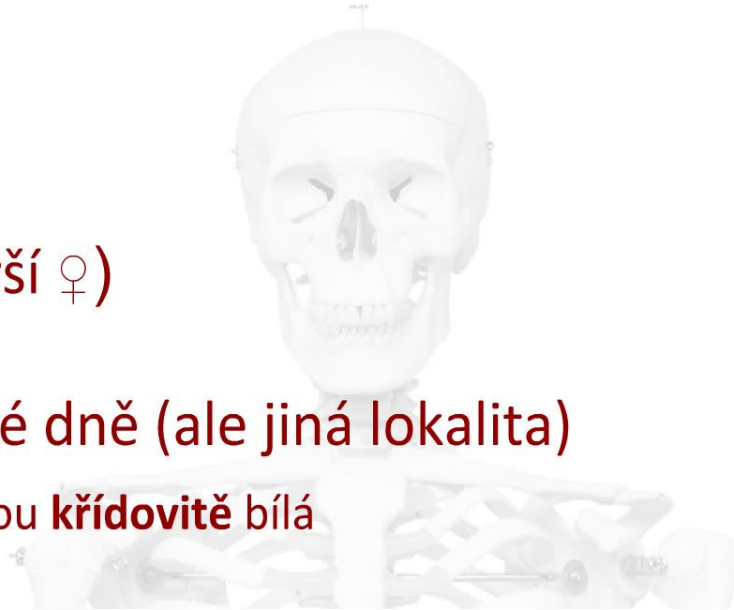 ší ♀)
é dně (ale jiná lokalita)
ou křídovitě bílá